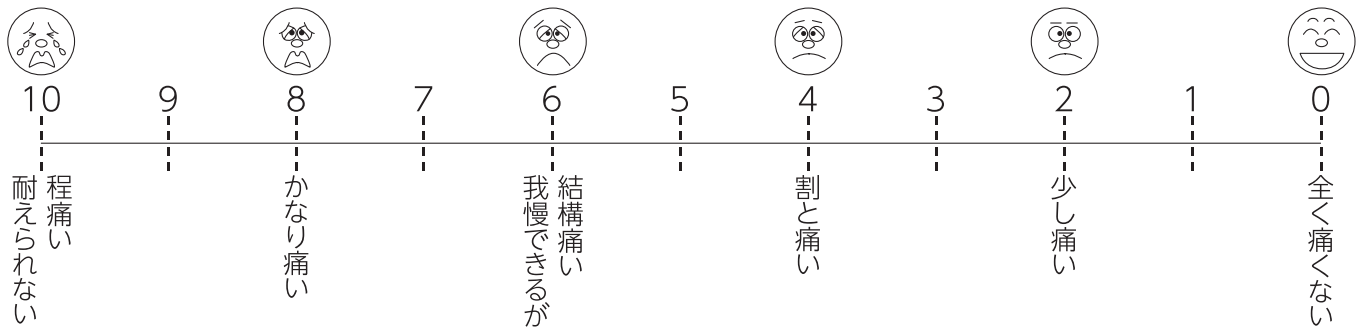 10 9 8 7 6 5 4 3 2 1 0
耐えられない
程痛い
かなり痛い
我慢できるが
結構痛い
割と痛い
少し痛い
全く痛くない